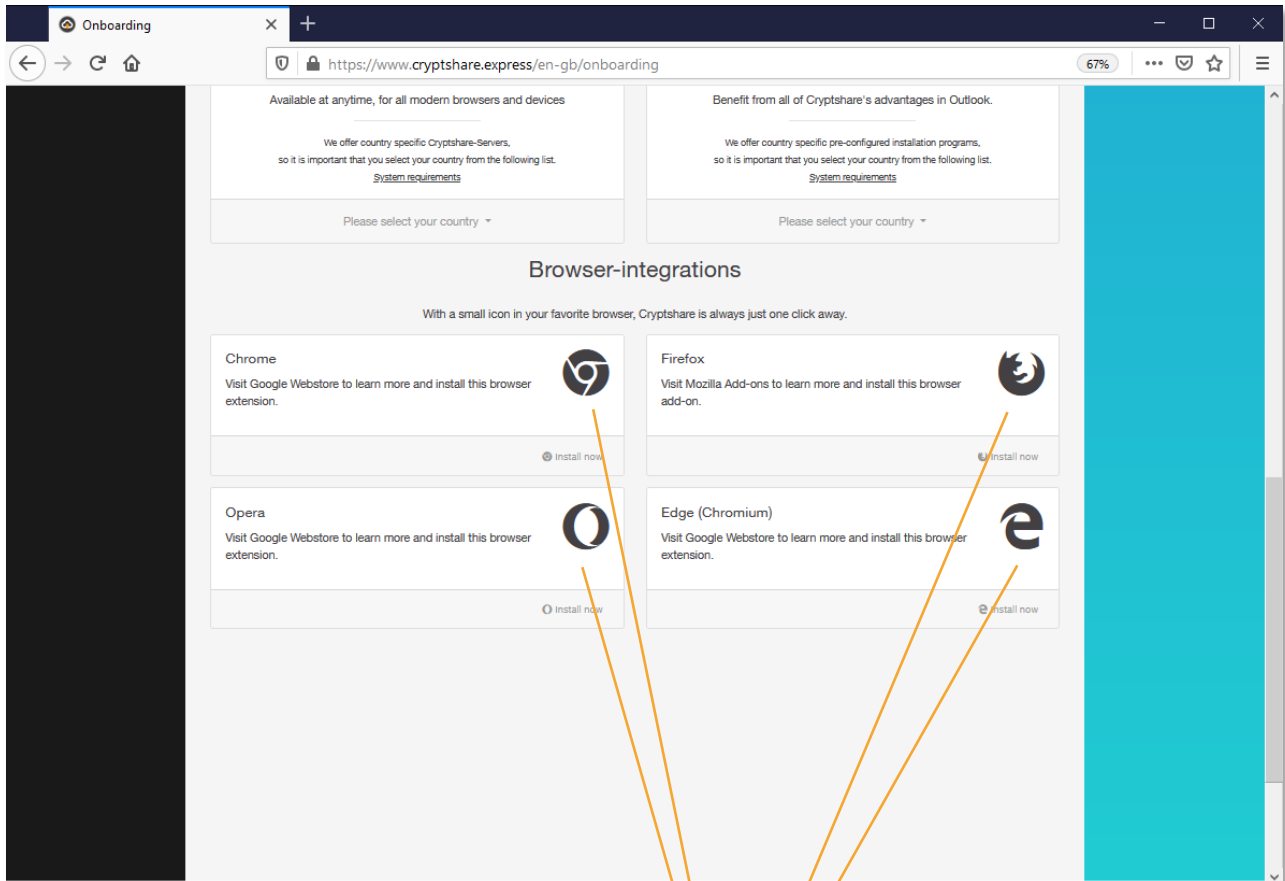 Onboarding
https://www.cryptshare.express/en-gb/onboarding
67%
Available at anytime, for all modern browsers and devices
We offer country specific Cryptshare-Servers,
so it is important that you select your country from the following list.
System requirements
Please select your country
Benefit from all of Cryptshare's advantages in Outlook.
We offer country specific pre-configured installation programs,
so it is important that you select your country from the following list.
System requirements
Please select your country
Browser-integrations
With a small icon in your favorite browser, Cryptshare is always just one click away.
Chrome
Visit Google Webstore to learn more and install this browser
extension.
Install now
Firefox
Visit Mozilla Add-ons to learn more and install this browser
add-on.
Install now
Opera
Visit Google Webstore to learn more and install this browser
extension.
Install now
Edge (Chromium)
Visit Google Webstore to learn more and install this browser
extension.
Install now